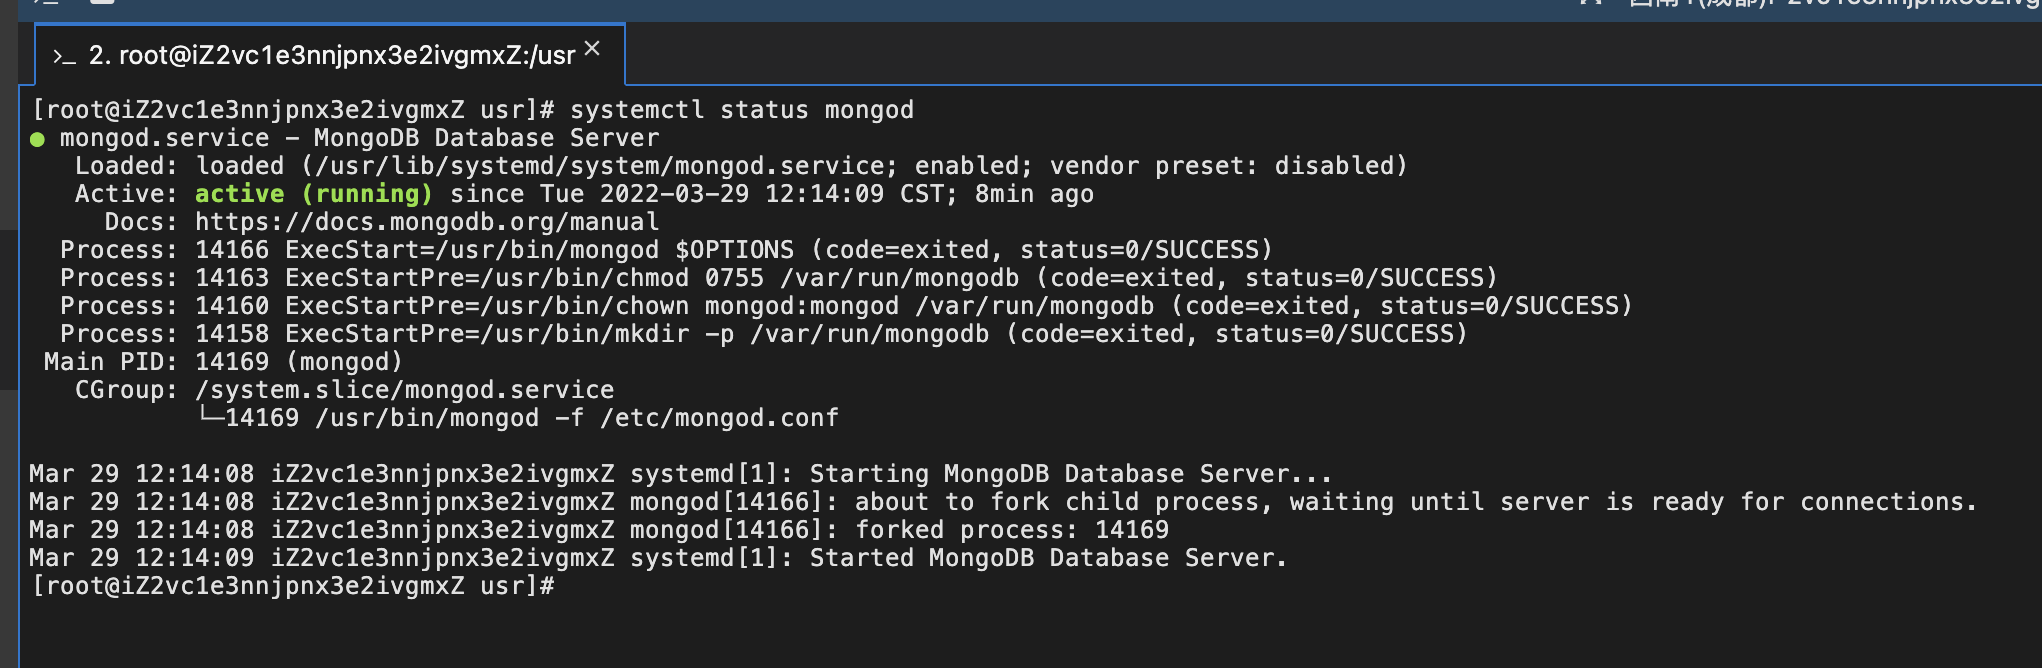 2. root@iZ2vc1e3nnjpnx3e2ivgmxZ:/usr
[root@iZ2vc1e3nnjpnx3e2ivgmxZ usr]# systemctl status mongod
● mongod.service - MongoDB Database Server
Loaded: loaded (/usr/lib/systemd/system/mongod.service; enabled; vendor preset: disabled)
Active: active (running) since Tue 2022-03-29 12:14:09 CST; 8min ago
Docs: https://docs.mongodb.org/manual
Process: 14166 ExecStart=/usr/bin/mongod $OPTIONS (code=exited, status=0/SUCCESS)
Process: 14163 ExecStartPre=/usr/bin/chmod 0755 /var/run/mongodb (code=exited, status=0/SUCCESS)
Process: 14160 ExecStartPre=/usr/bin/chown mongod:mongod /var/run/mongodb (code=exited, status=0/SUCCESS)
Process: 14158 ExecStartPre=/usr/bin/mkdir -p /var/run/mongodb (code=exited, status=0/SUCCESS)
Main PID: 14169 (mongod)
CGroup: /system.slice/mongod.service
└─14169 /usr/bin/mongod -f /etc/mongod.conf
Mar 29 12:14:08 iZ2vc1e3nnjpnx3e2ivgmxZ systemd[1]: Starting MongoDB Database Server...
Mar 29 12:14:08 iZ2vc1e3nnjpnx3e2ivgmxZ mongod[14166]: about to fork child process, waiting until server is ready for connections.
Mar 29 12:14:08 iZ2vc1e3nnjpnx3e2ivgmxZ mongod[14166]: forked process: 14169
Mar 29 12:14:09 iZ2vc1e3nnjpnx3e2ivgmxZ systemd[1]: Started MongoDB Database Server.
[root@iZ2vc1e3nnjpnx3e2ivgmxZ usr]#